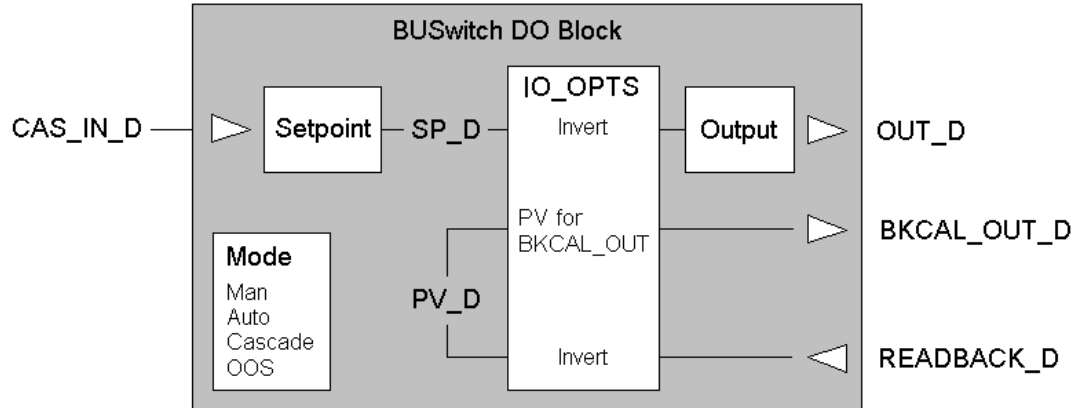 BUSwitch DO Block
CAS_IN_D
Setpoint
SP_D
IO_OPTS
Invert
Output
OUT_D
PV for
BKCAL_OUT
BKCAL_OUT_D
Mode
Man
Auto
Cascade
OOS
PV_D
Invert
READBACK_D